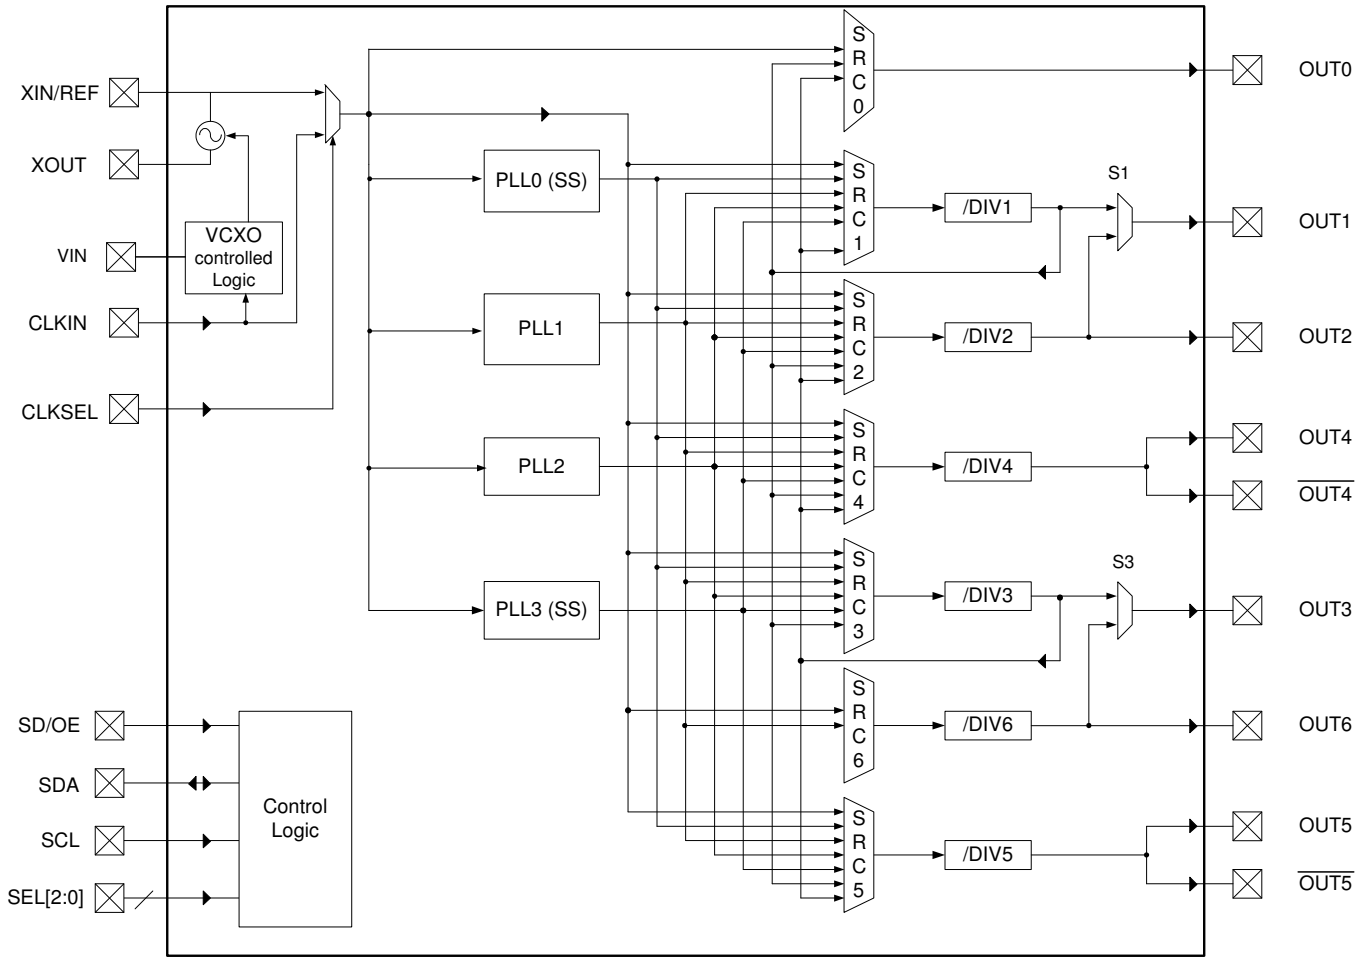 XIN/REF
XOUT
VIN
CLKIN
CLKSEL
SD/OE
SDA
SCL
SEL[2:0]
VCXO
controlled
Logic
Control
Logic
PLL0 (SS)
PLL1
PLL2
PLL3 (SS)
S
R
C
0
S
R
C
1
S
R
C
2
S
R
C
4
S
R
C
3
S
R
C
6
S
R
C
5
/DIV1
/DIV2
/DIV4
/DIV3
/DIV6
/DIV5
S1
S3
OUT0
OUT1
OUT2
OUT4
OUT4
OUT3
OUT6
OUT5
OUT5